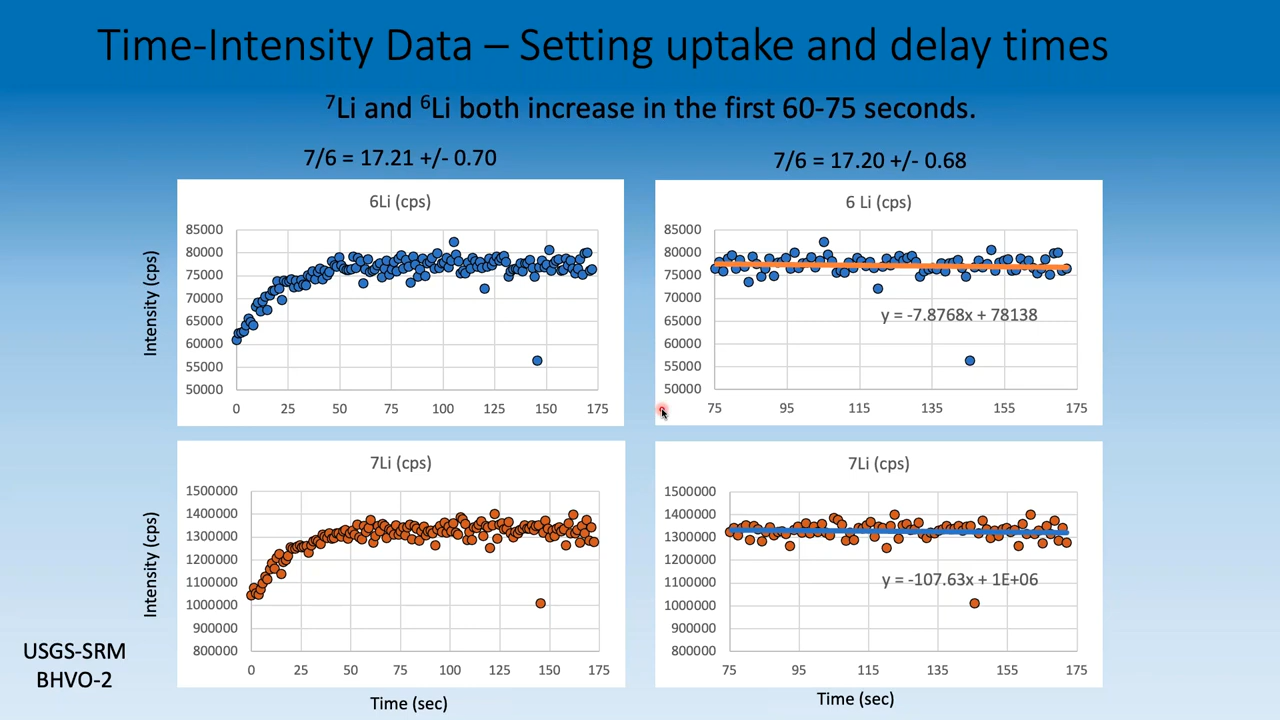 Time-Intensity Data – Setting uptake and delay times
⁷Li and ⁶Li both increase in the first 60-75 seconds.
7/6 = 17.21 +/- 0.70
7/6 = 17.20 +/- 0.68
6Li (cps)
Intensity (cps)
85000
80000
75000
70000
65000
60000
55000
50000
0 25 50 75 100 125 150 175
6 Li (cps)
85000
80000
75000
70000
65000
60000
55000
50000
y = -7.8768x + 78138
75 95 115 135 155 175
7Li (cps)
Intensity (cps)
1500000
1400000
1300000
1200000
1100000
1000000
900000
800000
0 25 50 75 100 125 150 175
Time (sec)
7Li (cps)
1500000
1400000
1300000
1200000
1100000
1000000
900000
800000
y = -107.63x + 1E+06
75 95 115 135 155 175
Time (sec)
USGS-SRM
BHVO-2